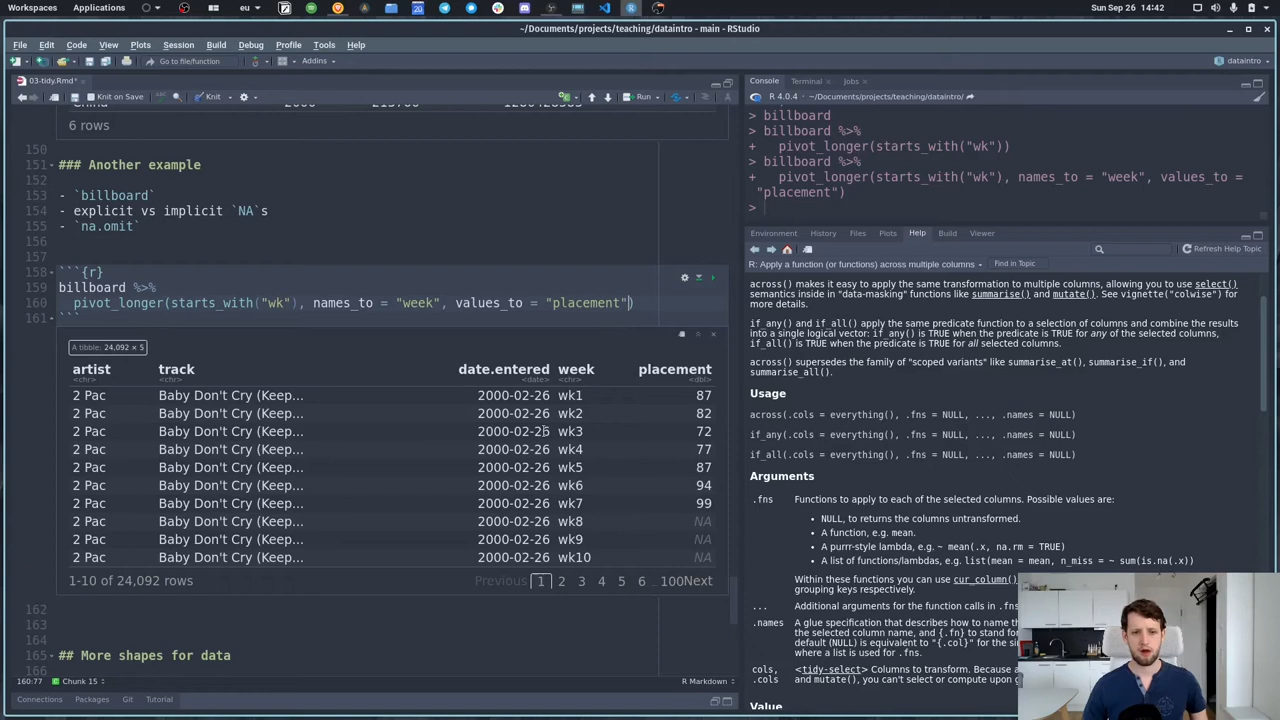 Workspaces
Applications
eu
Sun Sep 26
14:42
~/Documents/projects/teaching/dataintro - main - RStudio
File Edit Code View Plots Session Build Debug Profile Tools Help
Go to file/function
Addins
dataintro
03-tidy.Rmd*
Knit on Save
Knit
Run
6 rows
150
151 ### Another example
152
153 - `billboard`
154 - explicit vs implicit `NA`s
155 - `na.omit`
156
157
158 ```{r}
159 billboard %>%
160 pivot_longer(starts_with("wk"), names_to = "week", values_to = "placement")
161 ```
A tibble: 24,092 × 5
artist track date.entered week placement
<chr> <chr> <date> <chr> <dbl>
2 Pac Baby Don't Cry (Keep... 2000-02-26 wk1 87
2 Pac Baby Don't Cry (Keep... 2000-02-26 wk2 82
2 Pac Baby Don't Cry (Keep... 2000-02-26 wk3 72
2 Pac Baby Don't Cry (Keep... 2000-02-26 wk4 77
2 Pac Baby Don't Cry (Keep... 2000-02-26 wk5 87
2 Pac Baby Don't Cry (Keep... 2000-02-26 wk6 94
2 Pac Baby Don't Cry (Keep... 2000-02-26 wk7 99
2 Pac Baby Don't Cry (Keep... 2000-02-26 wk8 NA
2 Pac Baby Don't Cry (Keep... 2000-02-26 wk9 NA
2 Pac Baby Don't Cry (Keep... 2000-02-26 wk10 NA
1-10 of 24,092 rows
Previous 1 2 3 4 5 6 ... 100 Next
162
163
164
165 ## More shapes for data
166
160:77 Chunk 15
R Markdown
Connections Packages Git Tutorial
Console Terminal Jobs
R 4.0.4 · ~/Documents/projects/teaching/dataintro/
> billboard
> billboard %>%
+ pivot_longer(starts_with("wk"))
> billboard %>%
+ pivot_longer(starts_with("wk"), names_to = "week", values_to =
"placement")
>
Environment History Files Plots Help Build Viewer
Refresh Help Topic
R: Apply a function (or functions) across multiple columns
Find in Topic
across() makes it easy to apply the same transformation to multiple columns, allowing you to use select()
semantics inside in "data-masking" functions like summarise() and mutate(). See vignette("colwise") for
more details.
if_any() and if_all() apply the same predicate function to a selection of columns and combine the results
into a single logical vector: if_any() is TRUE when the predicate is TRUE for any of the selected columns,
if_all() is TRUE when the predicate is TRUE for all selected columns.
across() supersedes the family of "scoped variants" like summarise_at(), summarise_if(), and
summarise_all().
Usage
across(.cols = everything(), .fns = NULL, ..., .names = NULL)
if_any(.cols = everything(), .fns = NULL, ..., .names = NULL)
if_all(.cols = everything(), .fns = NULL, ..., .names = NULL)
Arguments
.fns Functions to apply to each of the selected columns. Possible values are:
• NULL, to returns the columns untransformed.
• A function, e.g. mean.
• A purrr-style lambda, e.g. ~ mean(.x, na.rm = TRUE)
• A list of functions/lambdas, e.g. list(mean = mean, n_miss = ~ sum(is.na(.x))
Within these functions you can use cur_column()
grouping keys respectively.
... Additional arguments for the function calls in .fns
.names A glue specification that describes how to name th
the selected column name, and {.fn} to stand for
default (NULL) is equivalent to "{.col}" for the si
where a list is used for .fns.
cols, <tidy-select> Columns to transform. Because a
.cols and mutate(), you can't select or compute upon g
Value